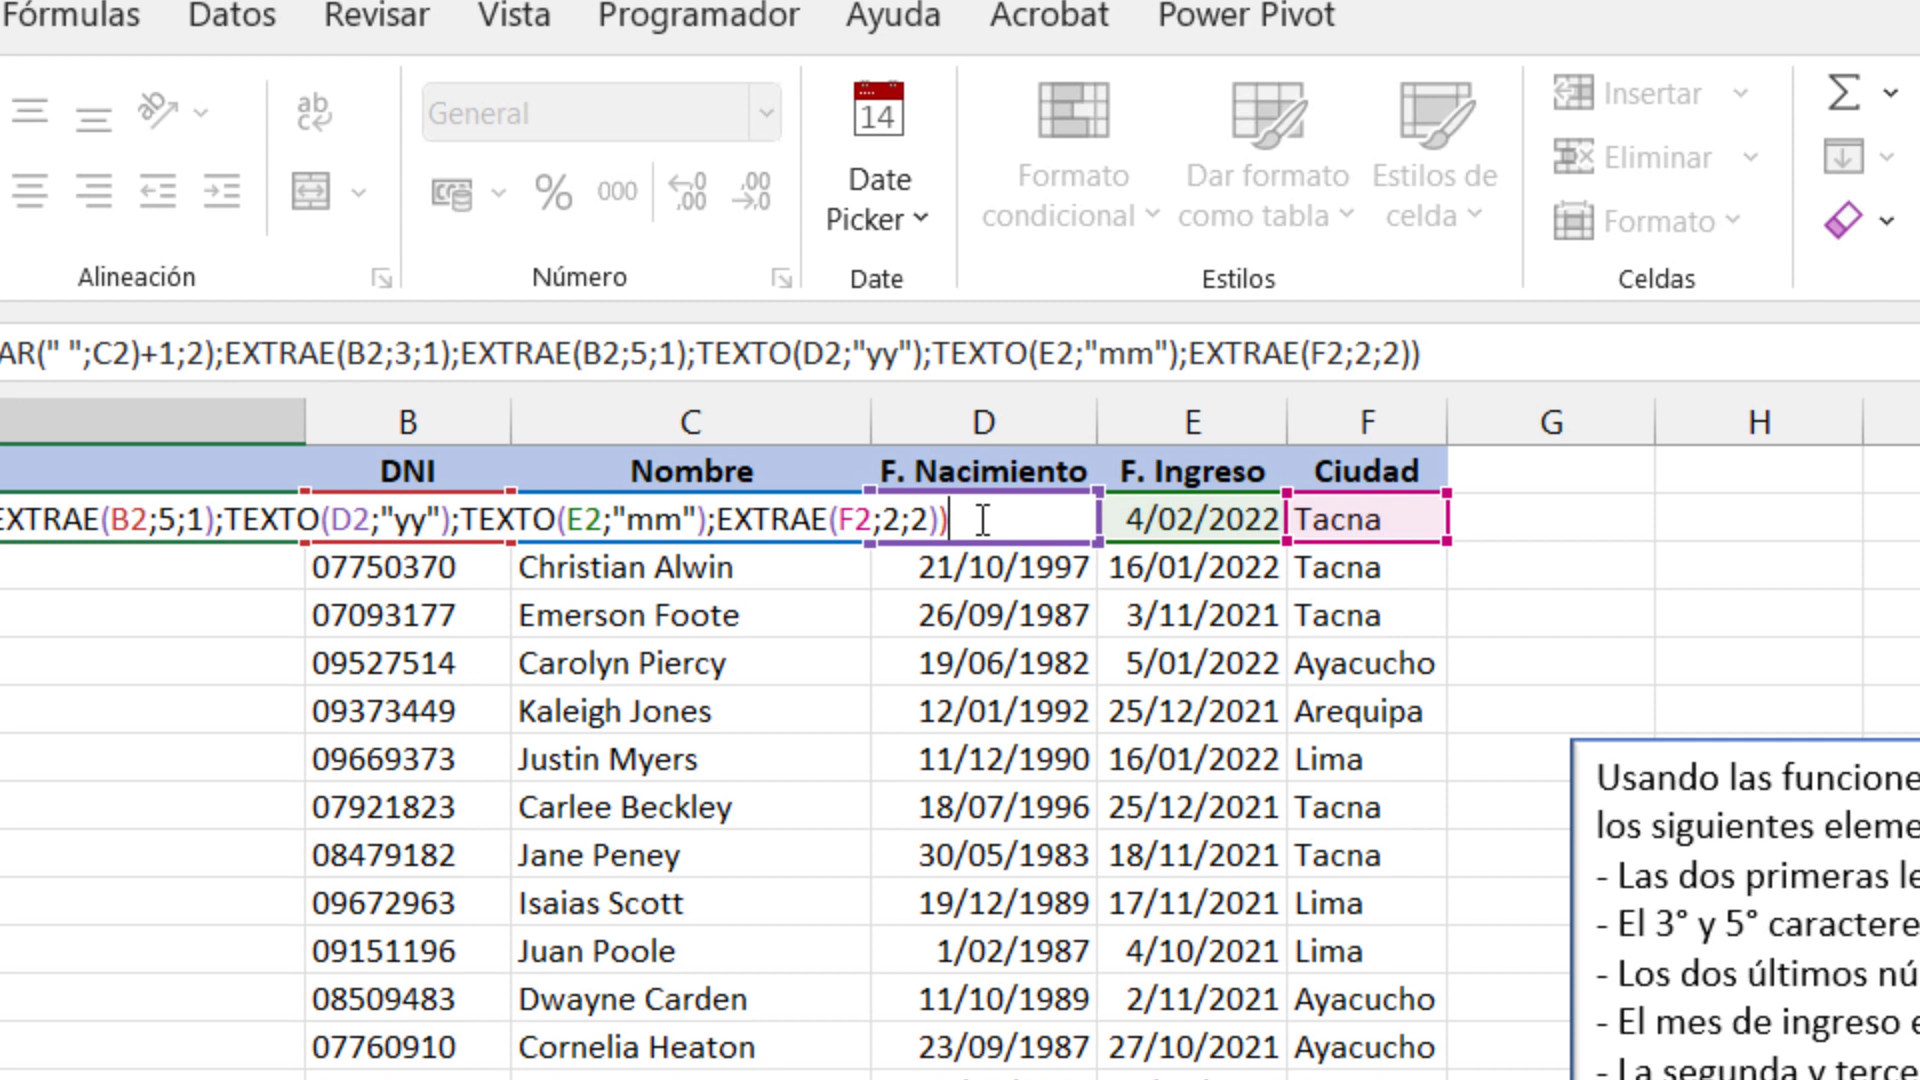 Fórmulas Datos Revisar Vista Programador Ayuda Acrobat Power Pivot
ab
General
14
Insertar
Eliminar
Formato
% 000
Date Picker
Formato condicional
Dar formato como tabla
Estilos de celda
Alineación Número Date Estilos Celdas
AR(" ";C2)+1;2);EXTRAE(B2;3;1);EXTRAE(B2;5;1);TEXTO(D2;"yy");TEXTO(E2;"mm");EXTRAE(F2;2;2))
B C D E F G H
DNI Nombre F. Nacimiento F. Ingreso Ciudad
EXTRAE(B2;5;1);TEXTO(D2;"yy");TEXTO(E2;"mm");EXTRAE(F2;2;2)) 4/02/2022 Tacna
07750370 Christian Alwin 21/10/1997 16/01/2022 Tacna
07093177 Emerson Foote 26/09/1987 3/11/2021 Tacna
09527514 Carolyn Piercy 19/06/1982 5/01/2022 Ayacucho
09373449 Kaleigh Jones 12/01/1992 25/12/2021 Arequipa
09669373 Justin Myers 11/12/1990 16/01/2022 Lima
07921823 Carlee Beckley 18/07/1996 25/12/2021 Tacna
08479182 Jane Peney 30/05/1983 18/11/2021 Tacna
09672963 Isaias Scott 19/12/1989 17/11/2021 Lima
09151196 Juan Poole 1/02/1987 4/10/2021 Lima
08509483 Dwayne Carden 11/10/1989 2/11/2021 Ayacucho
07760910 Cornelia Heaton 23/09/1987 27/10/2021 Ayacucho
Usando las funcione
los siguientes eleme
- Las dos primeras le
- El 3° y 5° caractere
- Los dos últimos nú
- El mes de ingreso e
- La segunda y terce